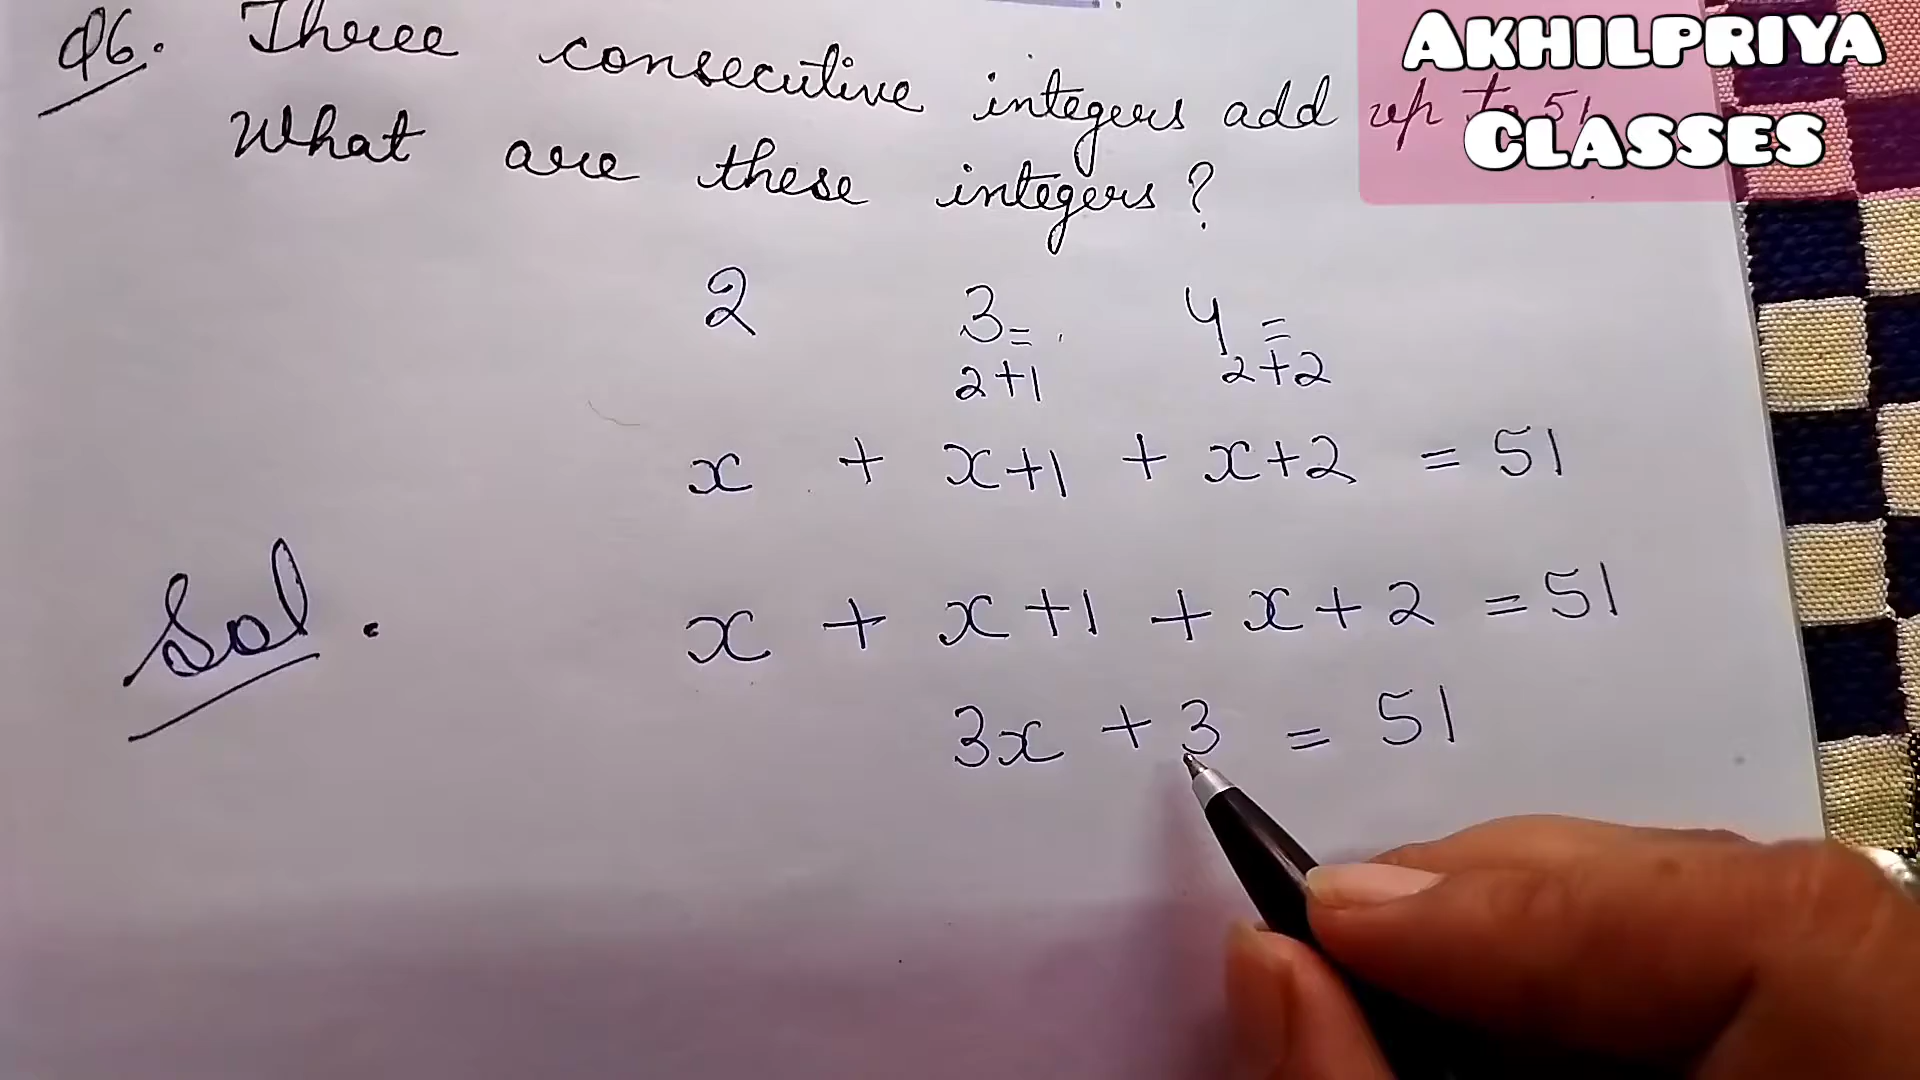 AKHILPRIYA
CLASSES
Q6. Three consecutive integers add up to 51
What are these integers?
2 3= 4=
2+1 2+2
x + x+1 + x+2 = 51
Sol. x + x+1 + x+2 = 51
3x + 3 = 51